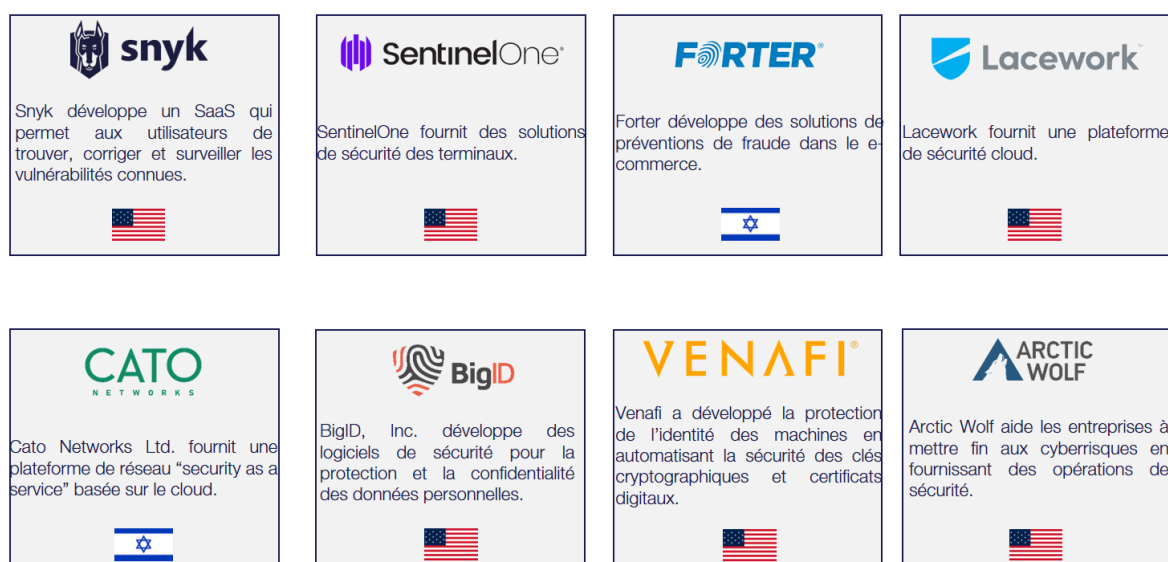 snyk
Snyk développe un SaaS qui
permet aux utilisateurs de
trouver, corriger et surveiller les
vulnérabilités connues.
SentinelOne®
SentinelOne fournit des solutions
de sécurité des terminaux.
FORTER®
Forter développe des solutions de
préventions de fraude dans le e-
commerce.
Lacework™
Lacework fournit une plateforme
de sécurité cloud.
CATO
NETWORKS
Cato Networks Ltd. fournit une
plateforme de réseau “security as a
service” basée sur le cloud.
BigID
BigID, Inc. développe des
logiciels de sécurité pour la
protection et la confidentialité
des données personnelles.
VENAFI®
Venafi a développé la protection
de l’identité des machines en
automatisant la sécurité des clés
cryptographiques et certificats
digitaux.
ARCTIC
WOLF
Arctic Wolf aide les entreprises à
mettre fin aux cyberrisques en
fournissant des opérations de
sécurité.